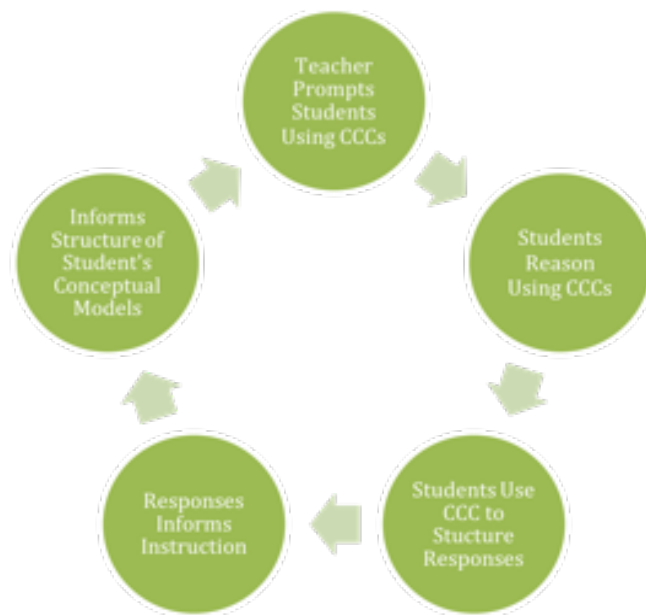 Teacher
Prompts
Students
Using CCCs
Students
Reason
Using CCCs
Students Use
CCC to
Stucture
Responses
Responses
Informs
Instruction
Informs
Structure of
Student's
Conceptual
Models